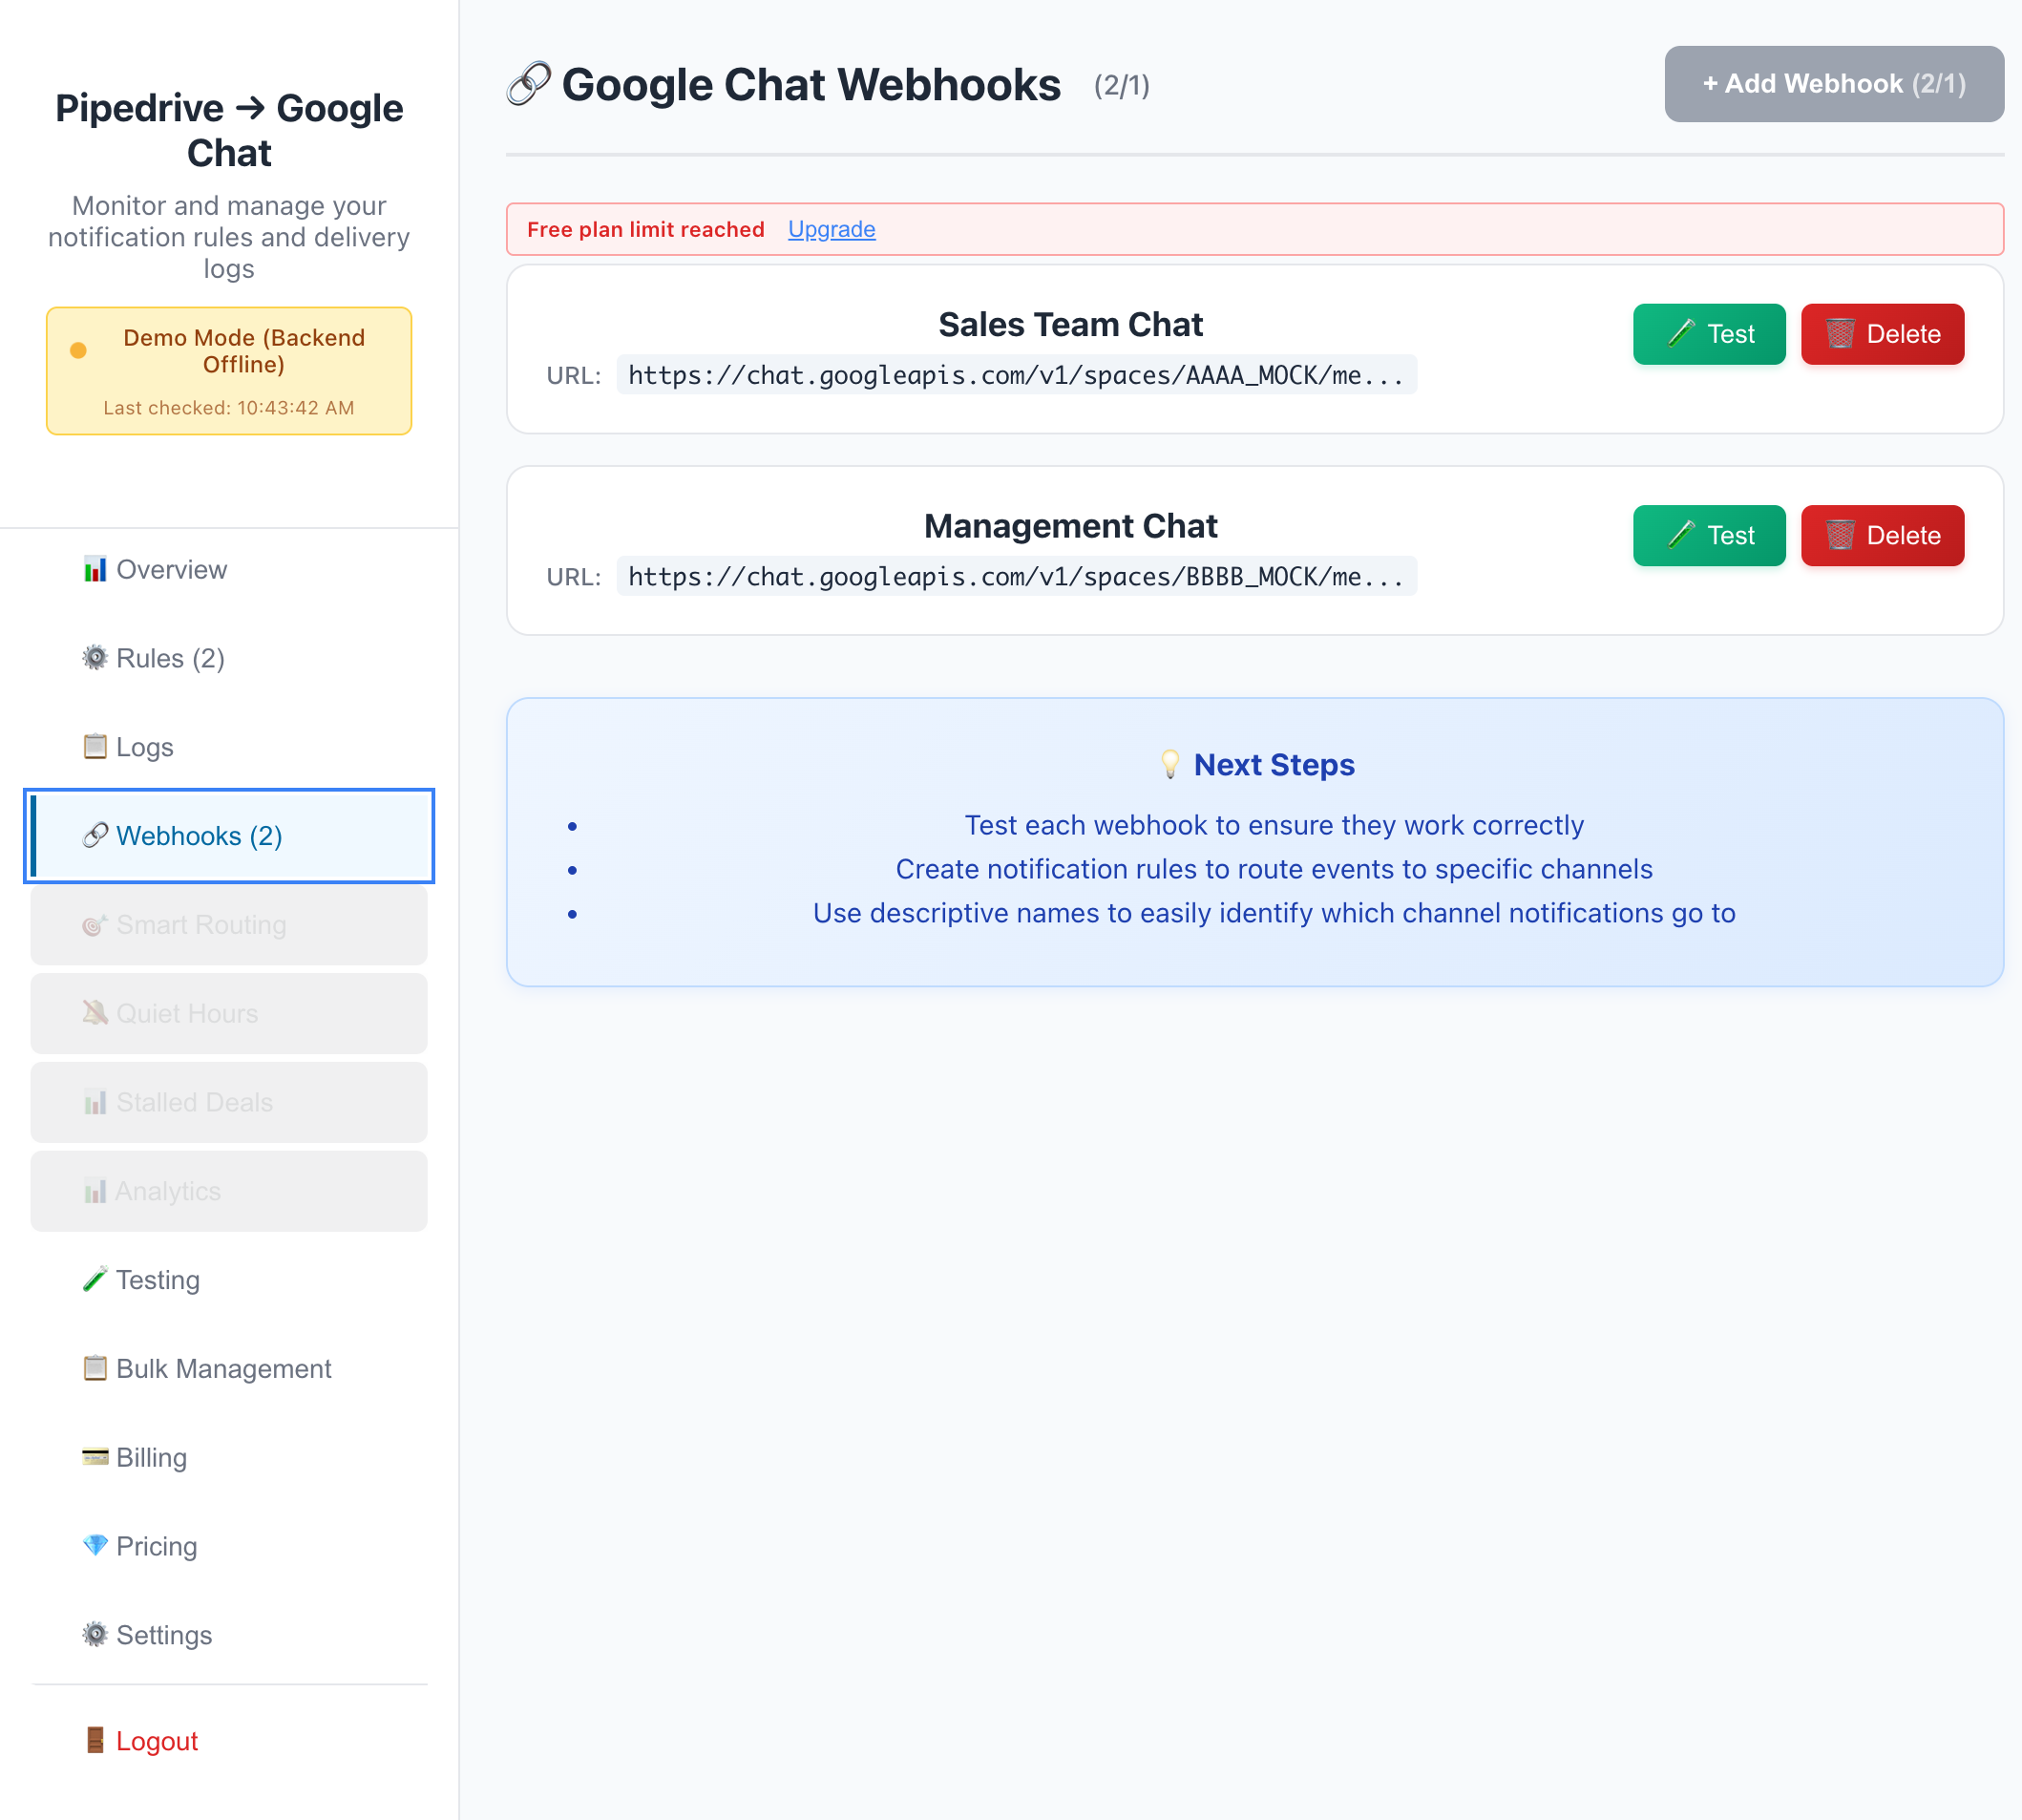 Pipedrive → Google
Chat
Monitor and manage your
notification rules and delivery
logs
Demo Mode (Backend
Offline)
Last checked: 10:43:42 AM
Overview
Rules (2)
Logs
Webhooks (2)
Smart Routing
Quiet Hours
Stalled Deals
Analytics
Testing
Bulk Management
Billing
Pricing
Settings
Logout
Google Chat Webhooks (2/1)
+ Add Webhook (2/1)
Free plan limit reached Upgrade
Sales Team Chat
URL: https://chat.googleapis.com/v1/spaces/AAAA_MOCK/me...
Test Delete
Management Chat
URL: https://chat.googleapis.com/v1/spaces/BBBB_MOCK/me...
Test Delete
Next Steps
• Test each webhook to ensure they work correctly
• Create notification rules to route events to specific channels
• Use descriptive names to easily identify which channel notifications go to